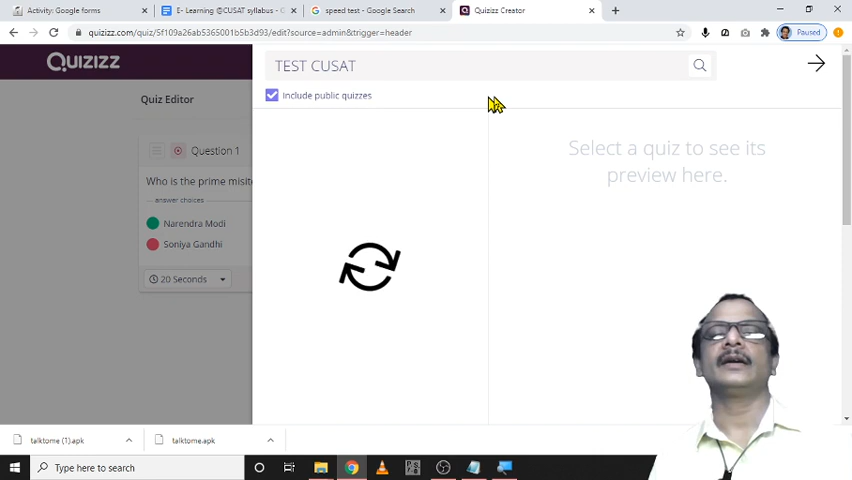 Activity: Google forms
E- Learning @CUSAT syllabus - G
speed test - Google Search
Quizizz Creator
quizizz.com/quiz/5f109a26ab5365001b5b3d93/edit?source=admin&trigger=header
Paused
Quizizz
TEST CUSAT
Include public quizzes
Quiz Editor
Question 1
Who is the prime misite
answer choices
Narendra Modi
Soniya Gandhi
20 Seconds
Select a quiz to see its
preview here.
talktome (1).apk
talktome.apk
Type here to search